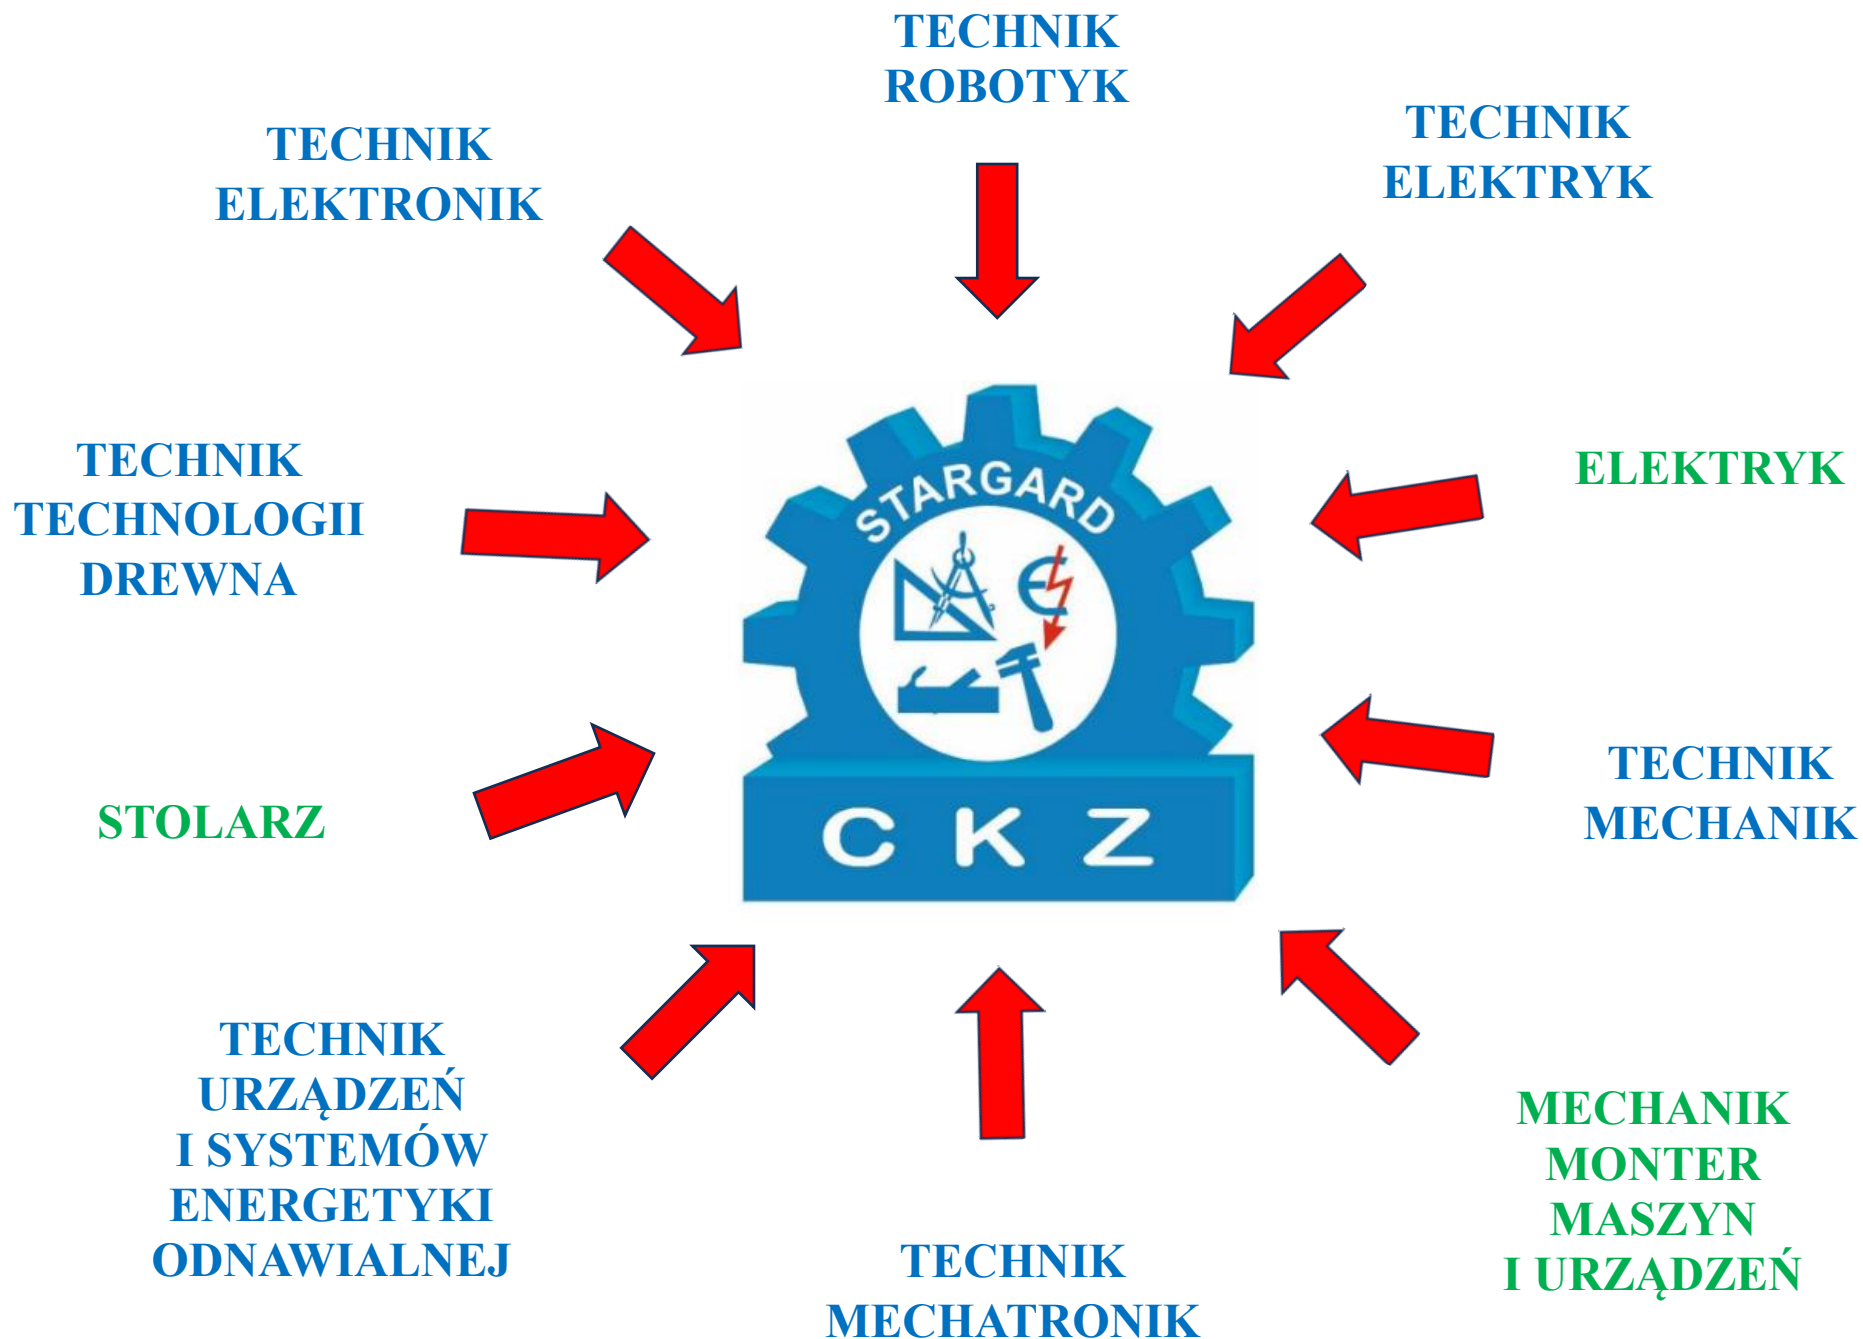 TECHNIK
ROBOTYK
TECHNIK
ELEKTRONIK
TECHNIK
ELEKTRYK
TECHNIK
TECHNOLOGII
DREWNA
STARGARD
ELEKTRYK
STOLARZ
C K Z
TECHNIK
MECHANIK
TECHNIK
URZĄDZEŃ
I SYSTEMÓW
ENERGETYKI
ODNAWIALNEJ
TECHNIK
MECHATRONIK
MECHANIK
MONTER
MASZYN
I URZĄDZEŃ